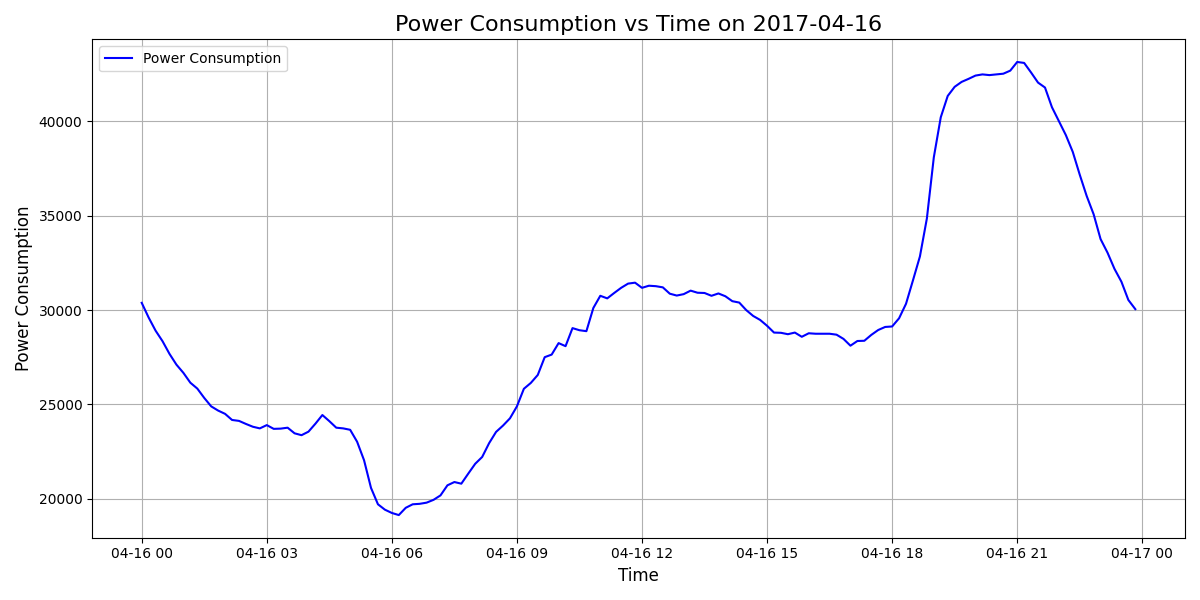 Power Consumption vs Time on 2017-04-16
Power Consumption
Power Consumption
40000
35000
30000
25000
20000
04-16 00 04-16 03 04-16 06 04-16 09 04-16 12 04-16 15 04-16 18 04-16 21 04-17 00
Time